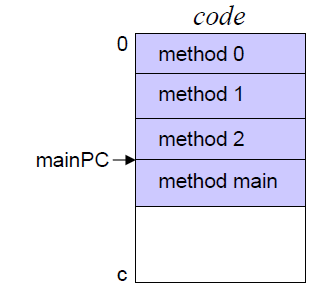 code
0
method 0
method 1
method 2
mainPC
method main
c